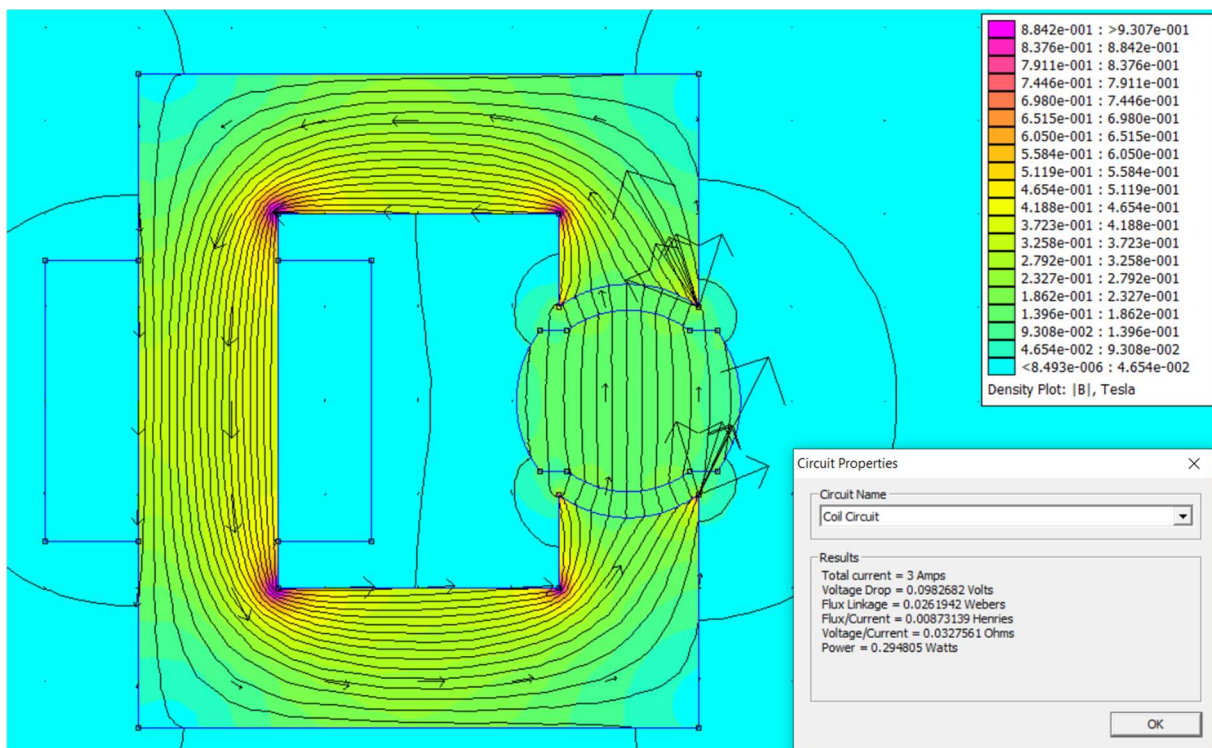 8.842e-001 : >9.307e-001
8.376e-001 : 8.842e-001
7.911e-001 : 8.376e-001
7.446e-001 : 7.911e-001
6.980e-001 : 7.446e-001
6.515e-001 : 6.980e-001
6.050e-001 : 6.515e-001
5.584e-001 : 6.050e-001
5.119e-001 : 5.584e-001
4.654e-001 : 5.119e-001
4.188e-001 : 4.654e-001
3.723e-001 : 4.188e-001
3.258e-001 : 3.723e-001
2.792e-001 : 3.258e-001
2.327e-001 : 2.792e-001
1.862e-001 : 2.327e-001
1.396e-001 : 1.862e-001
9.308e-002 : 1.396e-001
4.654e-002 : 9.308e-002
<8.493e-006 : 4.654e-002
Density Plot: |B|, Tesla
Circuit Properties
Circuit Name
Coil Circuit
Results
Total current = 3 Amps
Voltage Drop = 0.0982682 Volts
Flux Linkage = 0.0261942 Webers
Flux/Current = 0.00873139 Henries
Voltage/Current = 0.0327561 Ohms
Power = 0.294805 Watts
OK